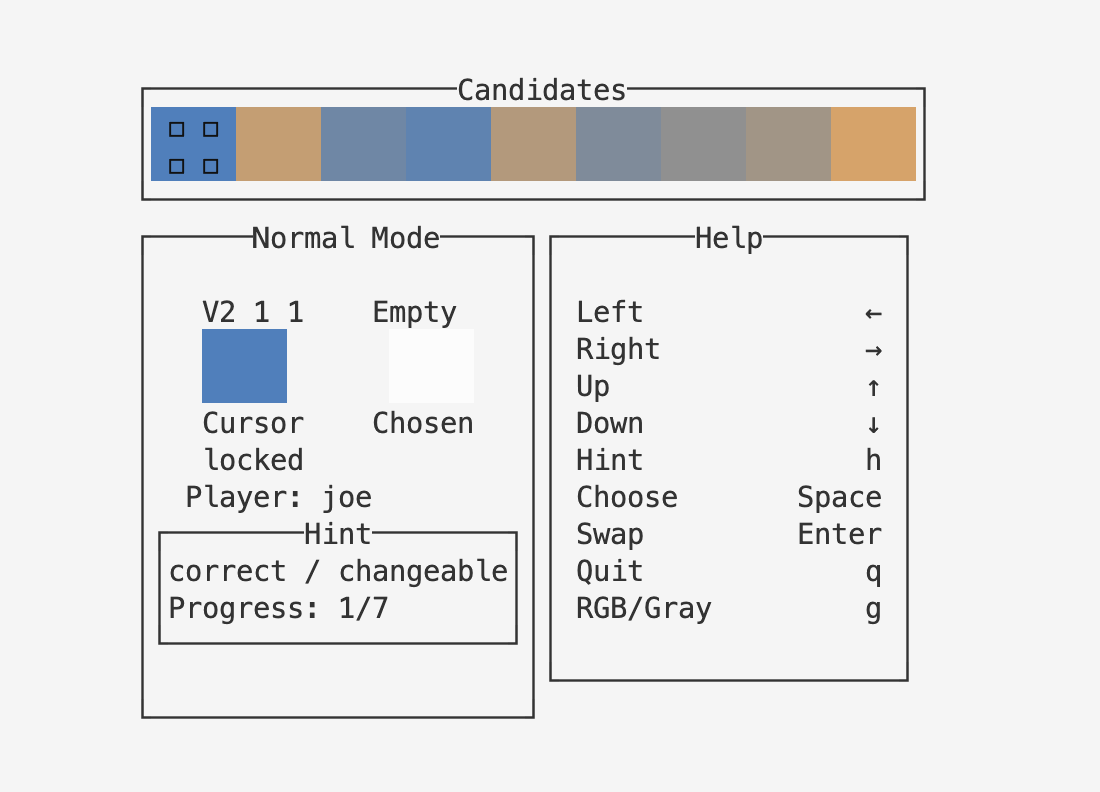 Candidates
Normal Mode
V2 1 1 Empty
Cursor Chosen
locked
Player: joe
Hint
correct / changeable
Progress: 1/7
Help
Left ←
Right →
Up ↑
Down ↓
Hint h
Choose Space
Swap Enter
Quit q
RGB/Gray g